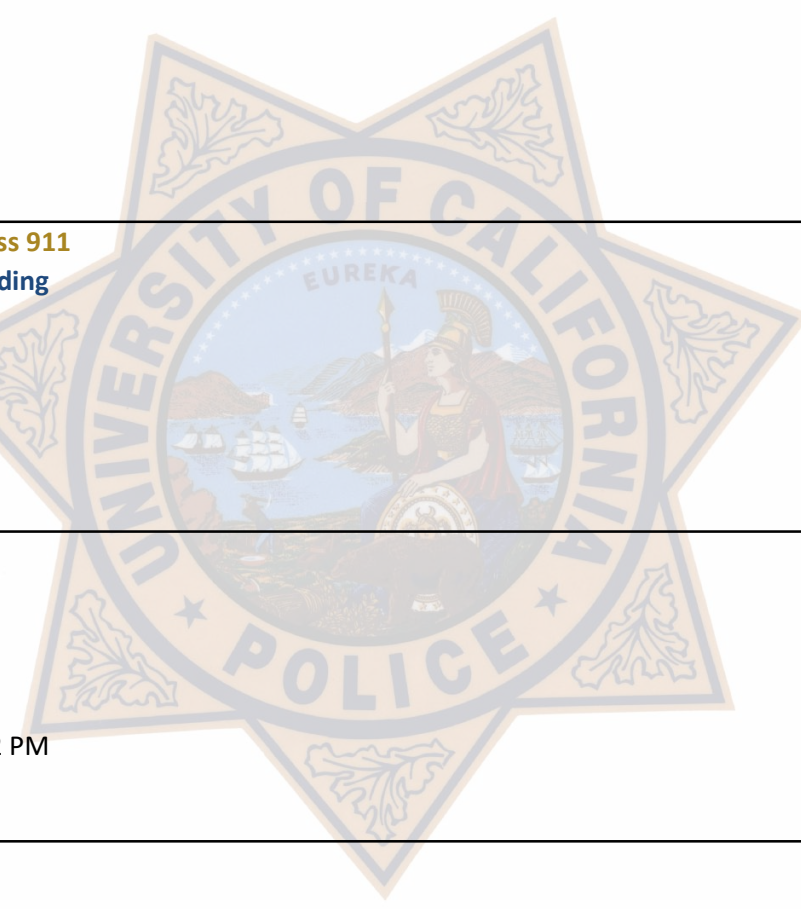 ss 911
ding
UNIVERSITY OF CALIFORNIA
EUREKA
POLICE
PM